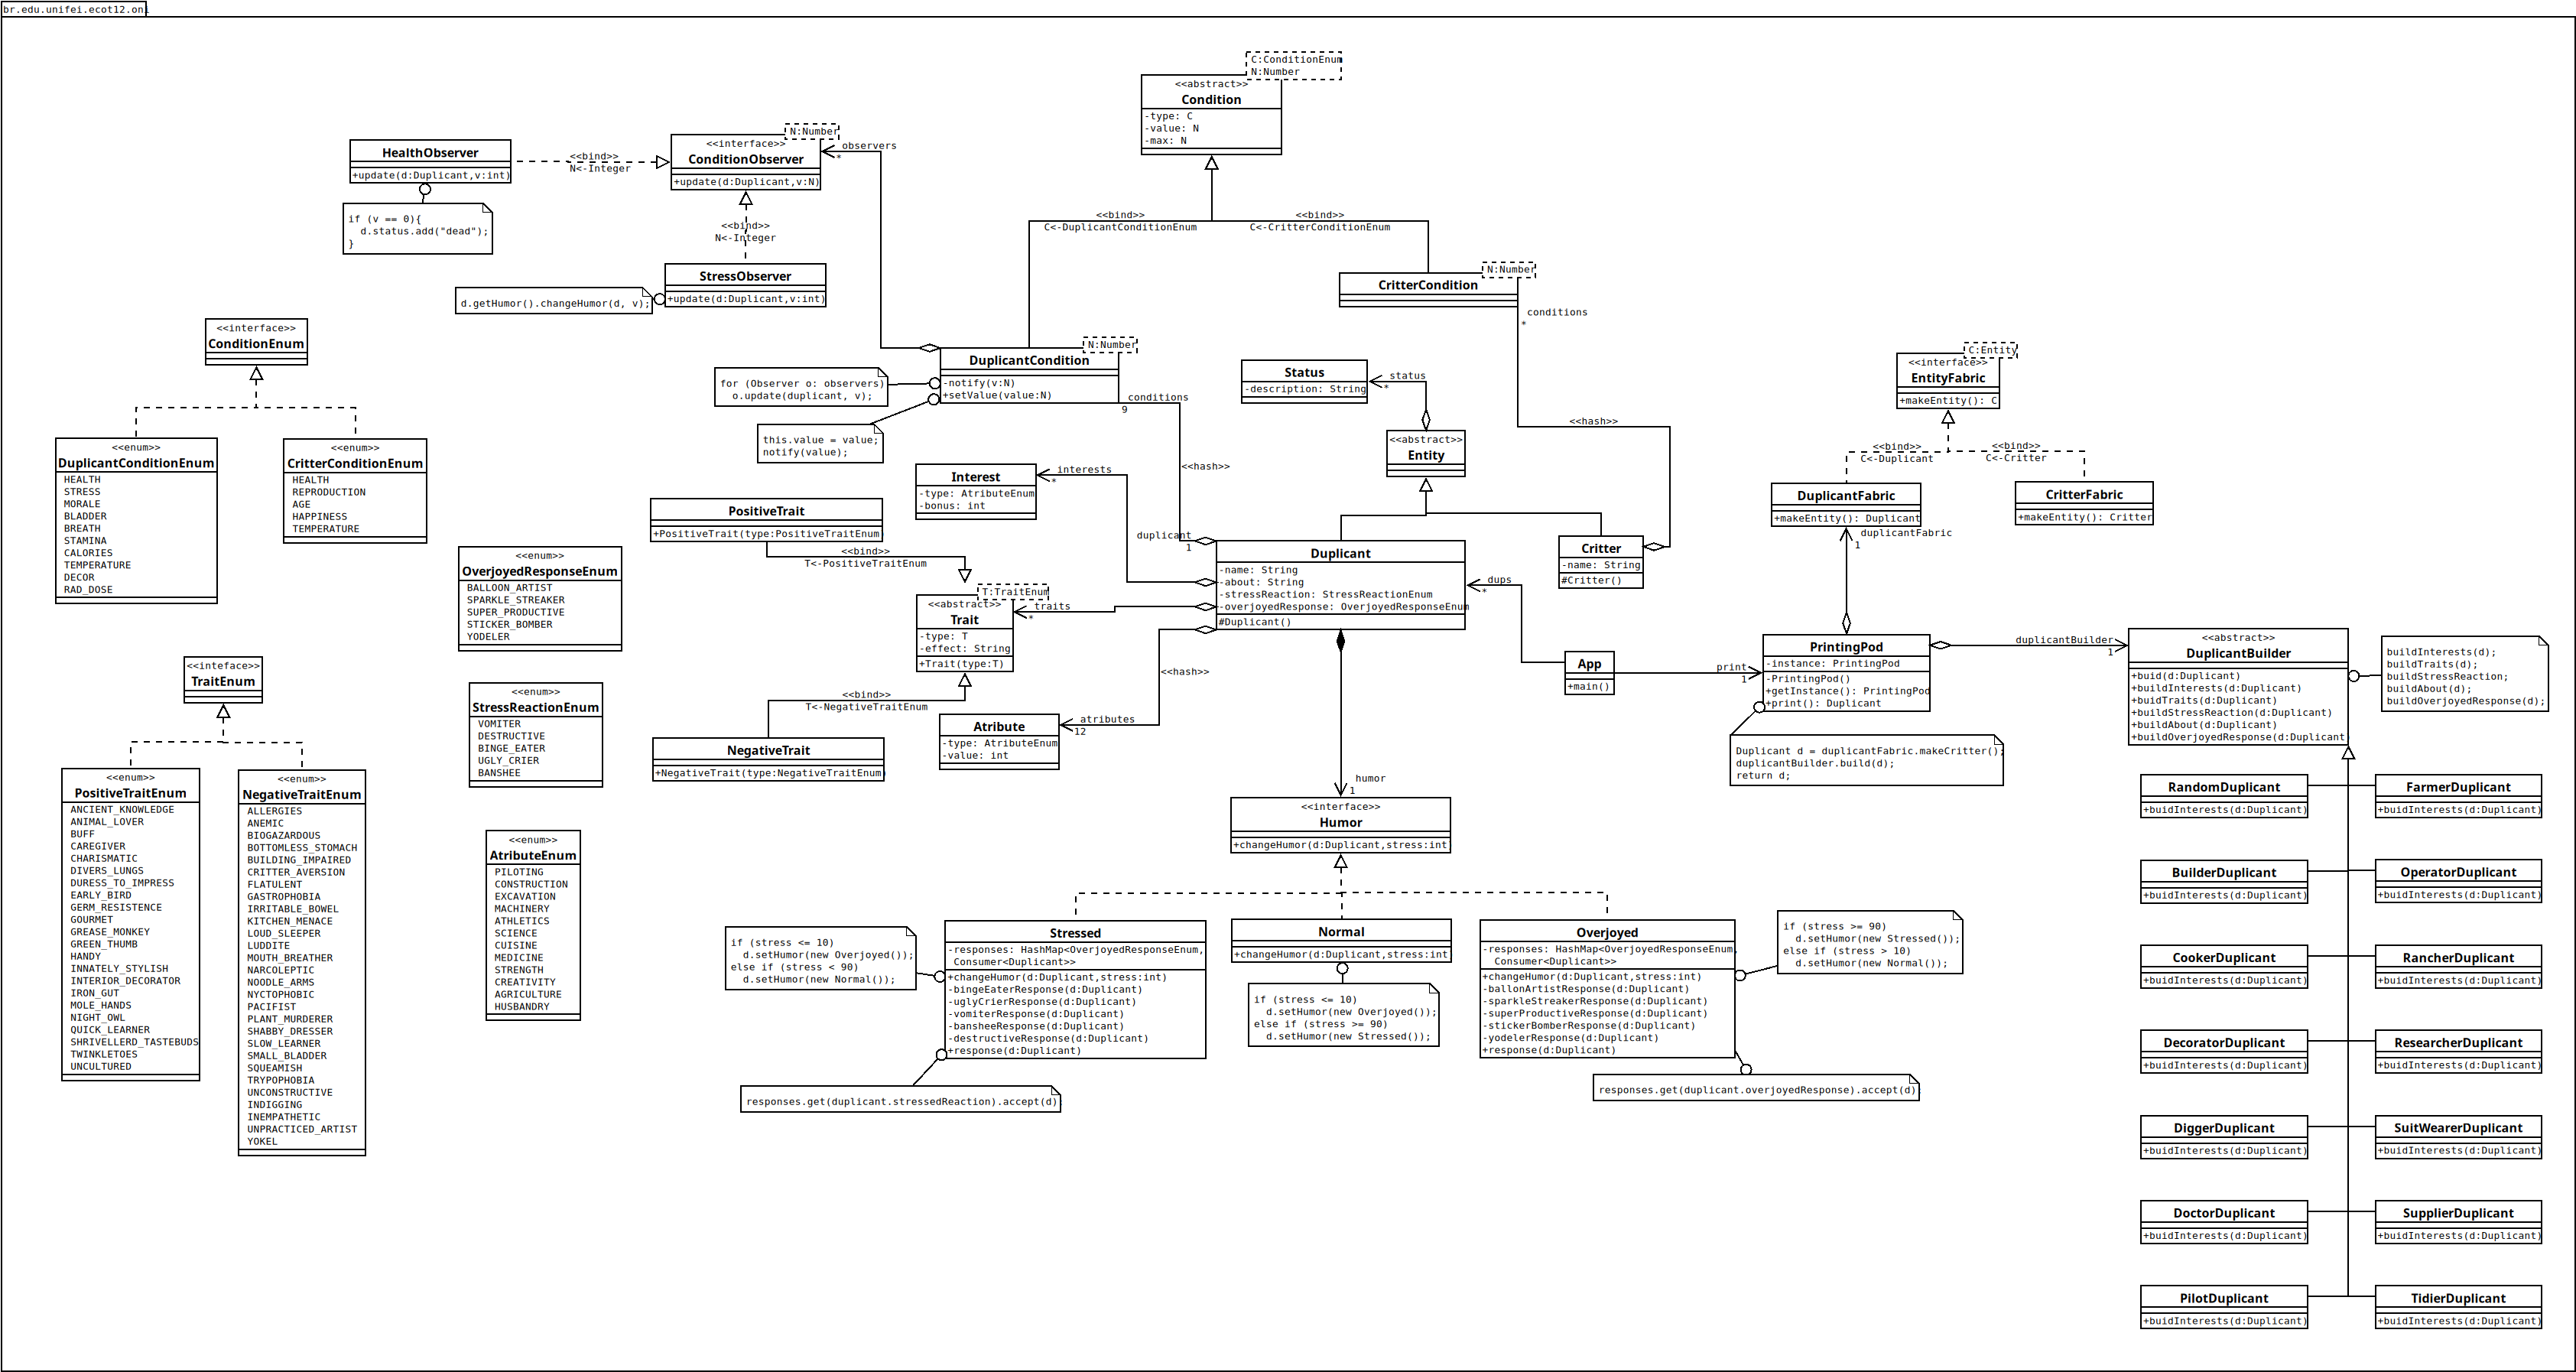 br.edu.unifei.ecot12.oni
C:ConditionEnum
N:Number
<<abstract>>
Condition
-type: C
-value: N
-max: N
HealthObserver
+update(d:Duplicant,v:int)
if (v == 0){
d.status.add("dead");
}
<<bind>>
N<-Integer
N:Number
<<interface>>
ConditionObserver
+update(d:Duplicant,v:N)
observers
*
<<bind>>
N<-Integer
StressObserver
+update(d:Duplicant,v:int)
d.getHumor().changeHumor(d, v);
<<bind>>
C<-DuplicantConditionEnum
<<bind>>
C<-CritterConditionEnum
N:Number
CritterCondition
conditions
*
<<hash>>
<<interface>>
ConditionEnum
<<enum>>
DuplicantConditionEnum
HEALTH
STRESS
MORALE
BLADDER
BREATH
STAMINA
CALORIES
TEMPERATURE
DECOR
RAD_DOSE
<<enum>>
CritterConditionEnum
HEALTH
REPRODUCTION
AGE
HAPPINESS
TEMPERATURE
N:Number
DuplicantCondition
-notify(v:N)
+setValue(value:N)
for (Observer o: observers)
o.update(duplicant, v);
this.value = value;
notify(value);
conditions
9
<<hash>>
duplicant
1
Status
-description: String
status
*
<<abstract>>
Entity
Interest
-type: AtributeEnum
-bonus: int
interests
*
PositiveTrait
+PositiveTrait(type:PositiveTraitEnum)
<<bind>>
T<-PositiveTraitEnum
T:TraitEnum
<<abstract>>
Trait
-type: T
-effect: String
+Trait(type:T)
traits
*
<<bind>>
T<-NegativeTraitEnum
NegativeTrait
+NegativeTrait(type:NegativeTraitEnum)
Atribute
-type: AtributeEnum
-value: int
atributes
12
<<hash>>
Duplicant
-name: String
-about: String
-stressReaction: StressReactionEnum
-overjoyedResponse: OverjoyedResponseEnum
#Duplicant()
Critter
-name: String
#Critter()
dups
*
App
+main()
print
1
C:Entity
<<interface>>
EntityFabric
+makeEntity(): C
<<bind>>
C<-Duplicant
<<bind>>
C<-Critter
DuplicantFabric
+makeEntity(): Duplicant
CritterFabric
+makeEntity(): Critter
duplicantFabric
1
PrintingPod
-instance: PrintingPod
-PrintingPod()
+getInstance(): PrintingPod
+print(): Duplicant
Duplicant d = duplicantFabric.makeCritter();
duplicantBuilder.build(d);
return d;
duplicantBuilder
1
<<abstract>>
DuplicantBuilder
+buid(d:Duplicant)
+buildInterests(d:Duplicant)
+buidTraits(d:Duplicant)
+buildStressReaction(d:Duplicant)
+buildAbout(d:Duplicant)
+buildOverjoyedResponse(d:Duplicant)
buildInterests(d);
buildTraits(d);
buildStressReaction;
buildAbout(d);
buildOverjoyedResponse(d);
<<enum>>
OverjoyedResponseEnum
BALLOON_ARTIST
SPARKLE_STREAKER
SUPER_PRODUCTIVE
STICKER_BOMBER
YODELER
<<enum>>
StressReactionEnum
VOMITER
DESTRUCTIVE
BINGE_EATER
UGLY_CRIER
BANSHEE
<<enum>>
AtributeEnum
PILOTING
CONSTRUCTION
EXCAVATION
MACHINERY
ATHLETICS
SCIENCE
CUISINE
MEDICINE
STRENGTH
CREATIVITY
AGRICULTURE
HUSBANDRY
<<inteface>>
TraitEnum
<<enum>>
PositiveTraitEnum
ANCIENT_KNOWLEDGE
ANIMAL_LOVER
BUFF
CAREGIVER
CHARISMATIC
DIVERS_LUNGS
DURESS_TO_IMPRESS
EARLY_BIRD
GERM_RESISTENCE
GOURMET
GREASE_MONKEY
GREEN_THUMB
HANDY
INNATELY_STYLISH
INTERIOR_DECORATOR
IRON_GUT
MOLE_HANDS
NIGHT_OWL
QUICK_LEARNER
SHRIVELLERD_TASTEBUDS
TWINKLETOES
UNCULTURED
<<enum>>
NegativeTraitEnum
ALLERGIES
ANEMIC
BIOGAZARDOUS
BOTTOMLESS_STOMACH
BUILDING_IMPAIRED
CRITTER_AVERSION
FLATULENT
GASTROPHOBIA
IRRITABLE_BOWEL
KITCHEN_MENACE
LOUD_SLEEPER
LUDDITE
MOUTH_BREATHER
NARCOLEPTIC
NOODLE_ARMS
NYCTOPHOBIC
PACIFIST
PLANT_MURDERER
SHABBY_DRESSER
SLOW_LEARNER
SMALL_BLADDER
SQUEAMISH
TRYPOPHOBIA
UNCONSTRUCTIVE
INDIGGING
INEMPATHETIC
UNPRACTICED_ARTIST
YOKEL
humor
1
<<interface>>
Humor
+changeHumor(d:Duplicant,stress:int)
Stressed
-responses: HashMap<OverjoyedResponseEnum,
Consumer<Duplicant>>
+changeHumor(d:Duplicant,stress:int)
-bingeEaterResponse(d:Duplicant)
-uglyCrierResponse(d:Duplicant)
-vomiterResponse(d:Duplicant)
-bansheeResponse(d:Duplicant)
-destructiveResponse(d:Duplicant)
+response(d:Duplicant)
if (stress <= 10)
d.setHumor(new Overjoyed());
else if (stress < 90)
d.setHumor(new Normal());
responses.get(duplicant.stressedReaction).accept(d);
Normal
+changeHumor(d:Duplicant,stress:int)
if (stress <= 10)
d.setHumor(new Overjoyed());
else if (stress >= 90)
d.setHumor(new Stressed());
Overjoyed
-responses: HashMap<OverjoyedResponseEnum,
Consumer<Duplicant>>
+changeHumor(d:Duplicant,stress:int)
-ballonArtistResponse(d:Duplicant)
-sparkleStreakerResponse(d:Duplicant)
-superProductiveResponse(d:Duplicant)
-stickerBomberResponse(d:Duplicant)
-yodelerResponse(d:Duplicant)
+response(d:Duplicant)
if (stress >= 90)
d.setHumor(new Stressed());
else if (stress > 10)
d.setHumor(new Normal());
responses.get(duplicant.overjoyedResponse).accept(d);
RandomDuplicant
+buidInterests(d:Duplicant)
FarmerDuplicant
+buidInterests(d:Duplicant)
BuilderDuplicant
+buidInterests(d:Duplicant)
OperatorDuplicant
+buidInterests(d:Duplicant)
CookerDuplicant
+buidInterests(d:Duplicant)
RancherDuplicant
+buidInterests(d:Duplicant)
DecoratorDuplicant
+buidInterests(d:Duplicant)
ResearcherDuplicant
+buidInterests(d:Duplicant)
DiggerDuplicant
+buidInterests(d:Duplicant)
SuitWearerDuplicant
+buidInterests(d:Duplicant)
DoctorDuplicant
+buidInterests(d:Duplicant)
SupplierDuplicant
+buidInterests(d:Duplicant)
PilotDuplicant
+buidInterests(d:Duplicant)
TidierDuplicant
+buidInterests(d:Duplicant)